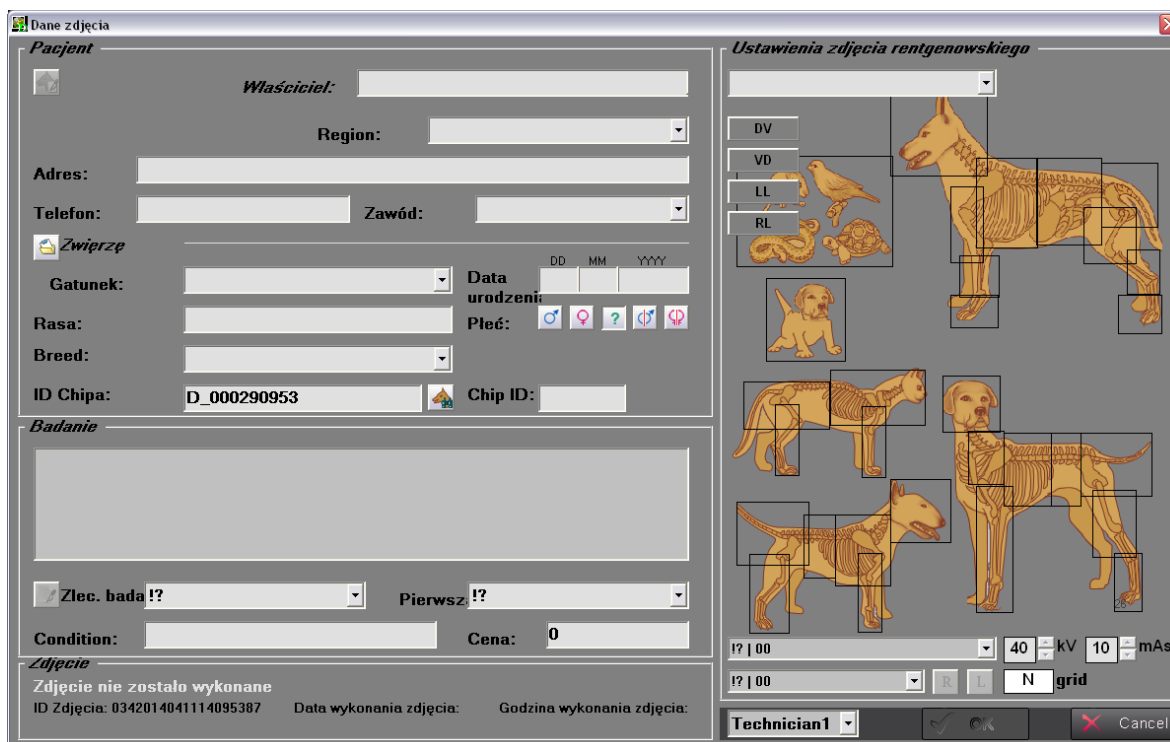 Dane zdjęcia
Pacjent
Właściciel:
Region:
Adres:
Telefon: Zawód:
Zwierzę
DD MM YYYY
Gatunek: Data urodzeni
Rasa: Płeć: ?
Breed:
ID Chipa: D_000290953 Chip ID:
Badanie
Zlec. bada !? Pierwsz !?
Condition: Cena: 0
Zdjęcie
Zdjęcie nie zostało wykonane
ID Zdjęcia: 0342014041114095387 Data wykonania zdjęcia: Godzina wykonania zdjęcia:
Ustawienia zdjęcia rentgenowskiego
DV
VD
LL
RL
26
!? | 00 40 kV 10 mAs
!? | 00 R L N grid
Technician1 OK Cancel